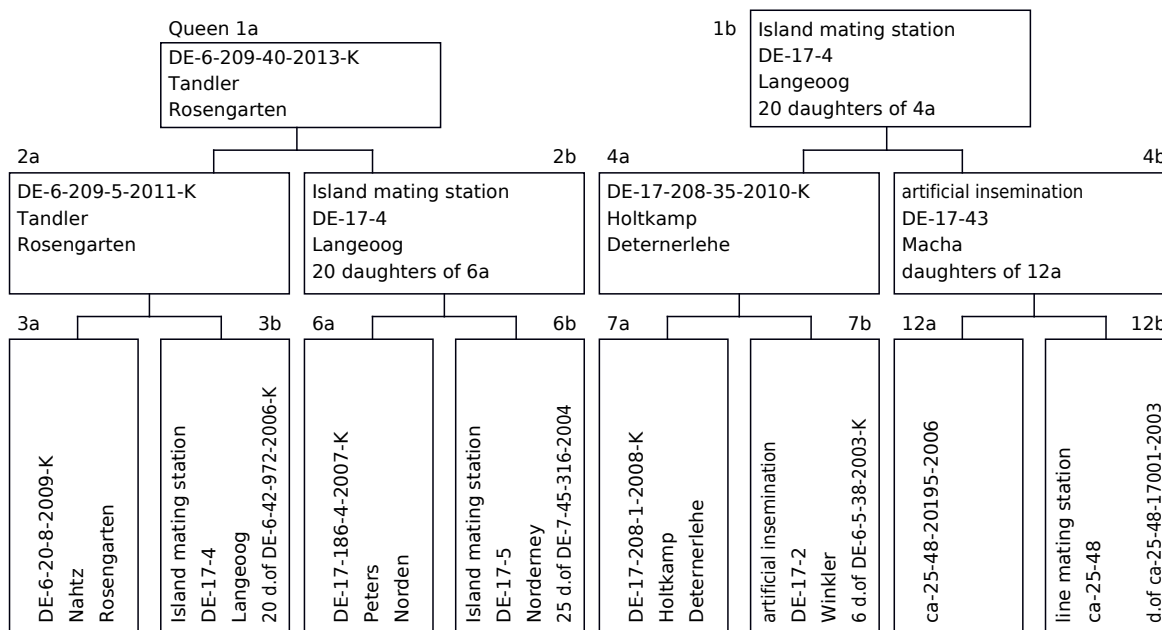 Queen 1a
DE-6-209-40-2013-K
Tandler
Rosengarten
1b
Island mating station
DE-17-4
Langeoog
20 daughters of 4a
2a
DE-6-209-5-2011-K
Tandler
Rosengarten
2b
Island mating station
DE-17-4
Langeoog
20 daughters of 6a
4a
DE-17-208-35-2010-K
Holtkamp
Deternerlehe
4b
artificial insemination
DE-17-43
Macha
daughters of 12a
3a
DE-6-20-8-2009-K
Nahtz
Rosengarten
3b
Island mating station
DE-17-4
Langeoog
20 d.of DE-6-42-972-2006-K
6a
DE-17-186-4-2007-K
Peters
Norden
6b
Island mating station
DE-17-5
Norderney
25 d.of DE-7-45-316-2004
7a
DE-17-208-1-2008-K
Holtkamp
Deternerlehe
7b
artificial insemination
DE-17-2
Winkler
6 d.of DE-6-5-38-2003-K
12a
ca-25-48-20195-2006
12b
line mating station
ca-25-48
d.of ca-25-48-17001-2003